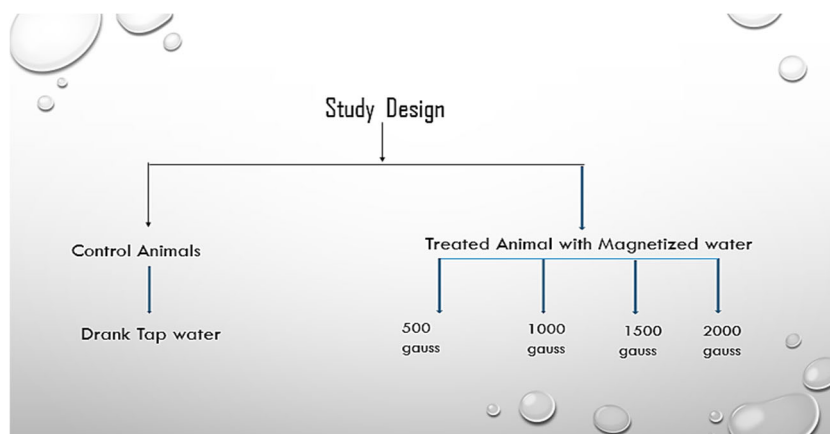 Study Design
Control Animals
Drank Tap water
Treated Animal with Magnetized water
500
gauss
1000
gauss
1500
gauss
2000
gauss